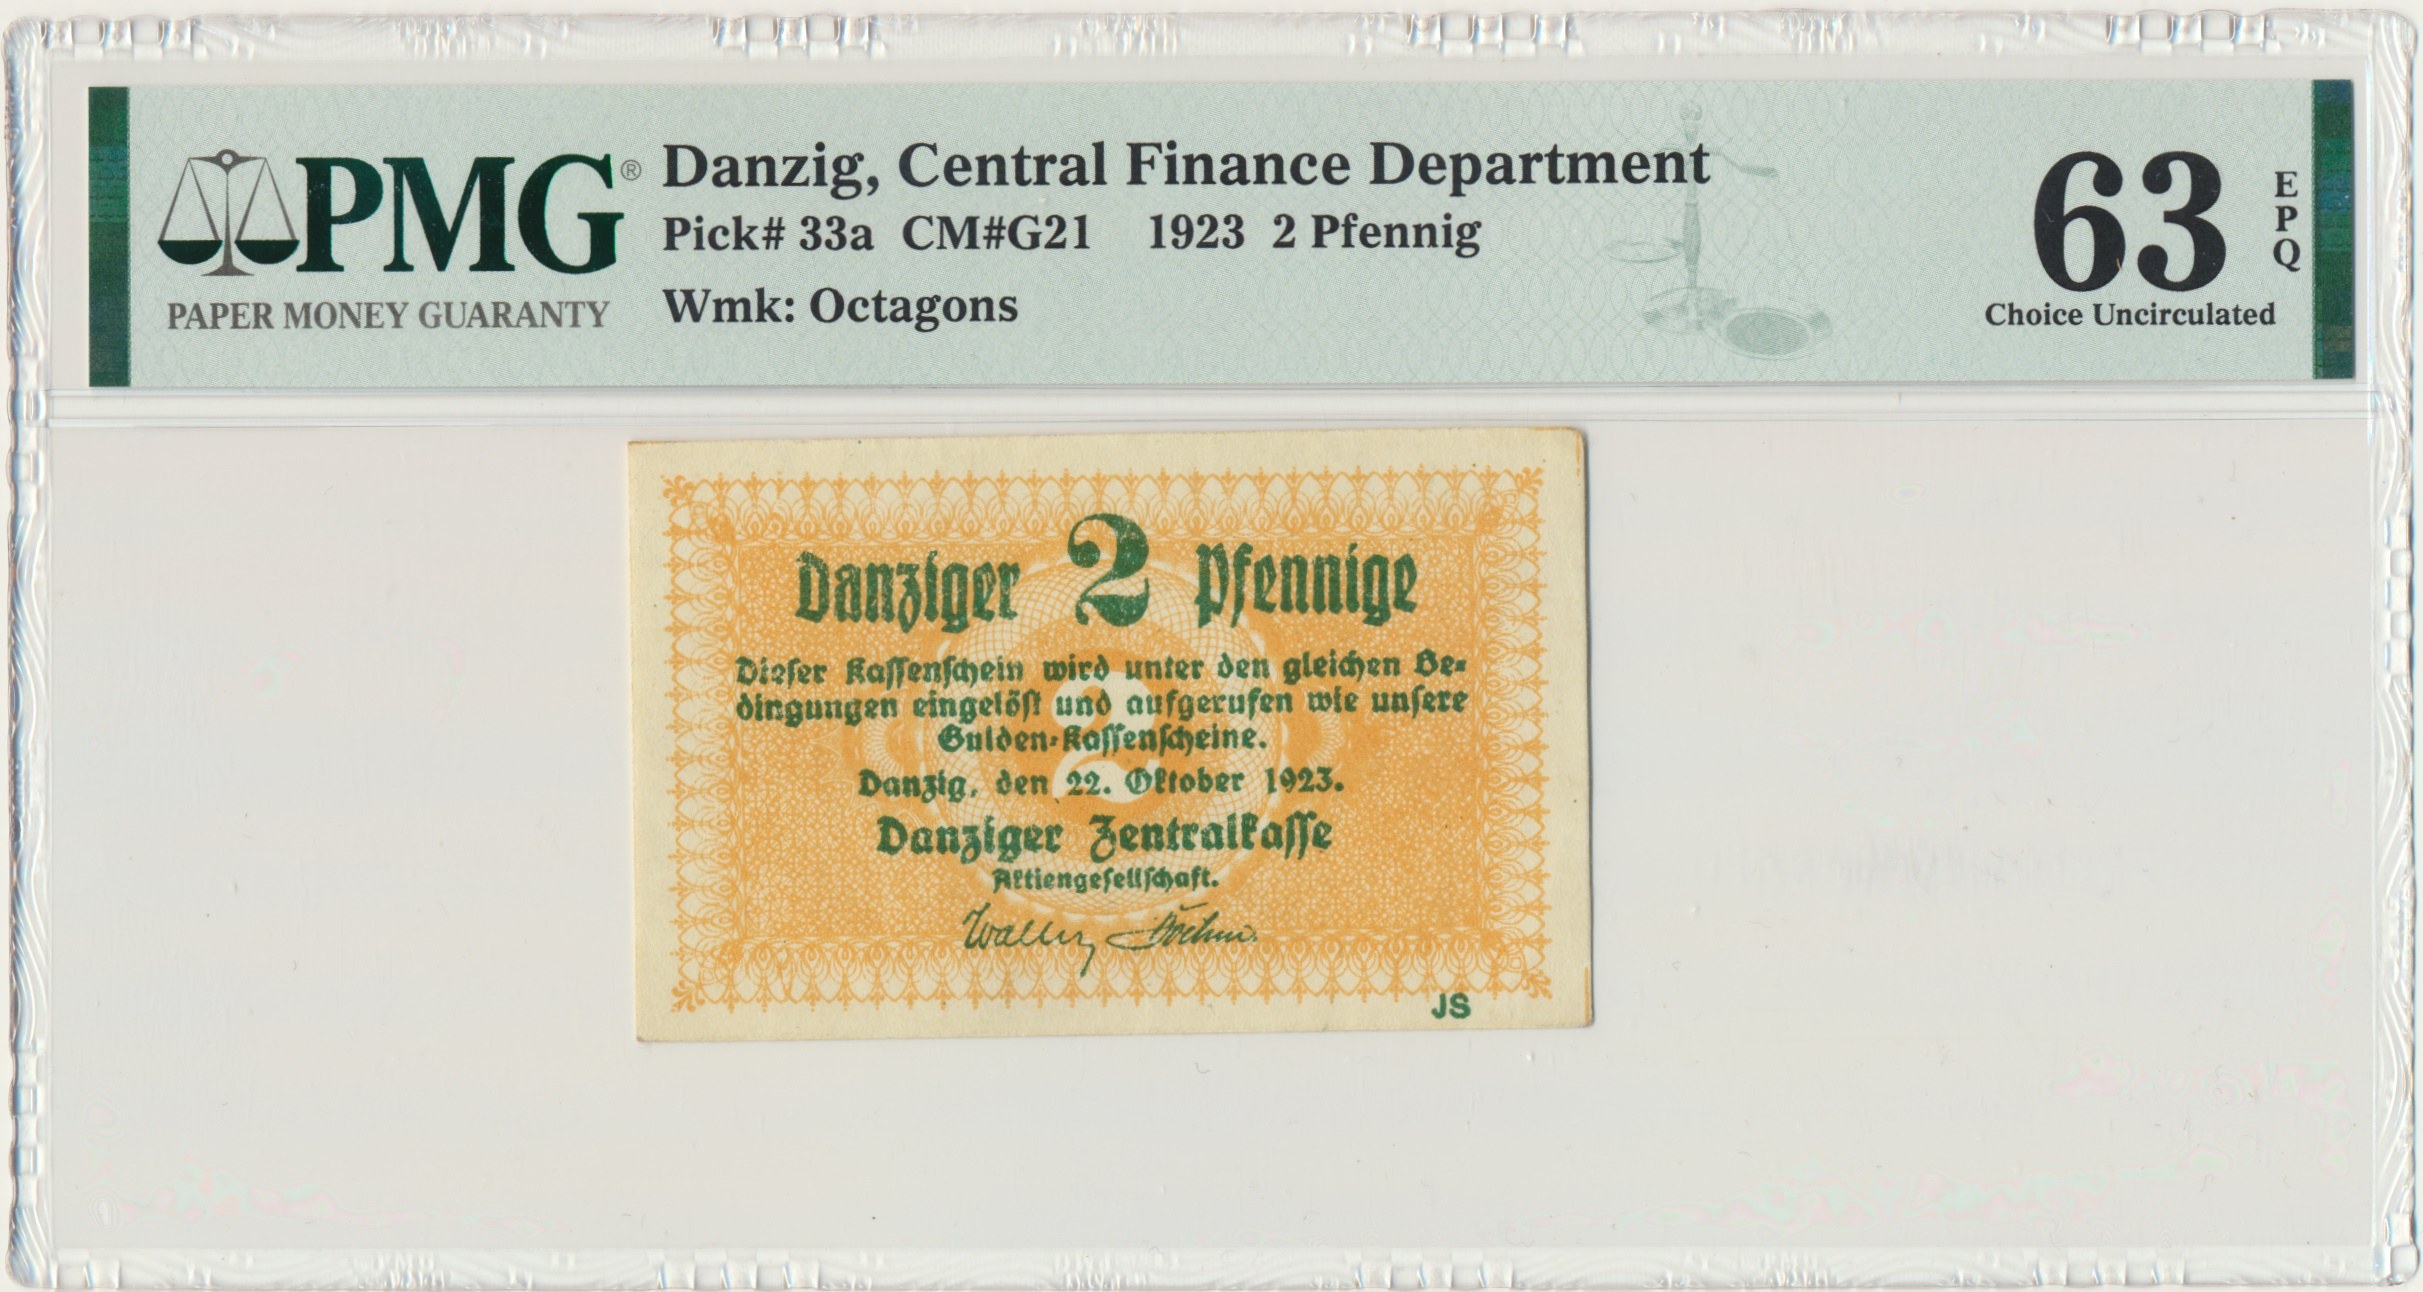 PMG® Danzig, Central Finance Department
Pick# 33a CM#G21 1923 2 Pfennig
PAPER MONEY GUARANTY
Wmk: Octagons
63
EPQ
Choice Uncirculated
Danziger 2 Pfennige
Dieser Kassenschein wird unter den gleichen Be-
dingungen eingelöst und aufgerufen wie unsere
Gulden-Kassenscheine.
2
Danzig, den 22. Oktober 1923.
Danziger Zentralkasse
Aktiengesellschaft.
JS